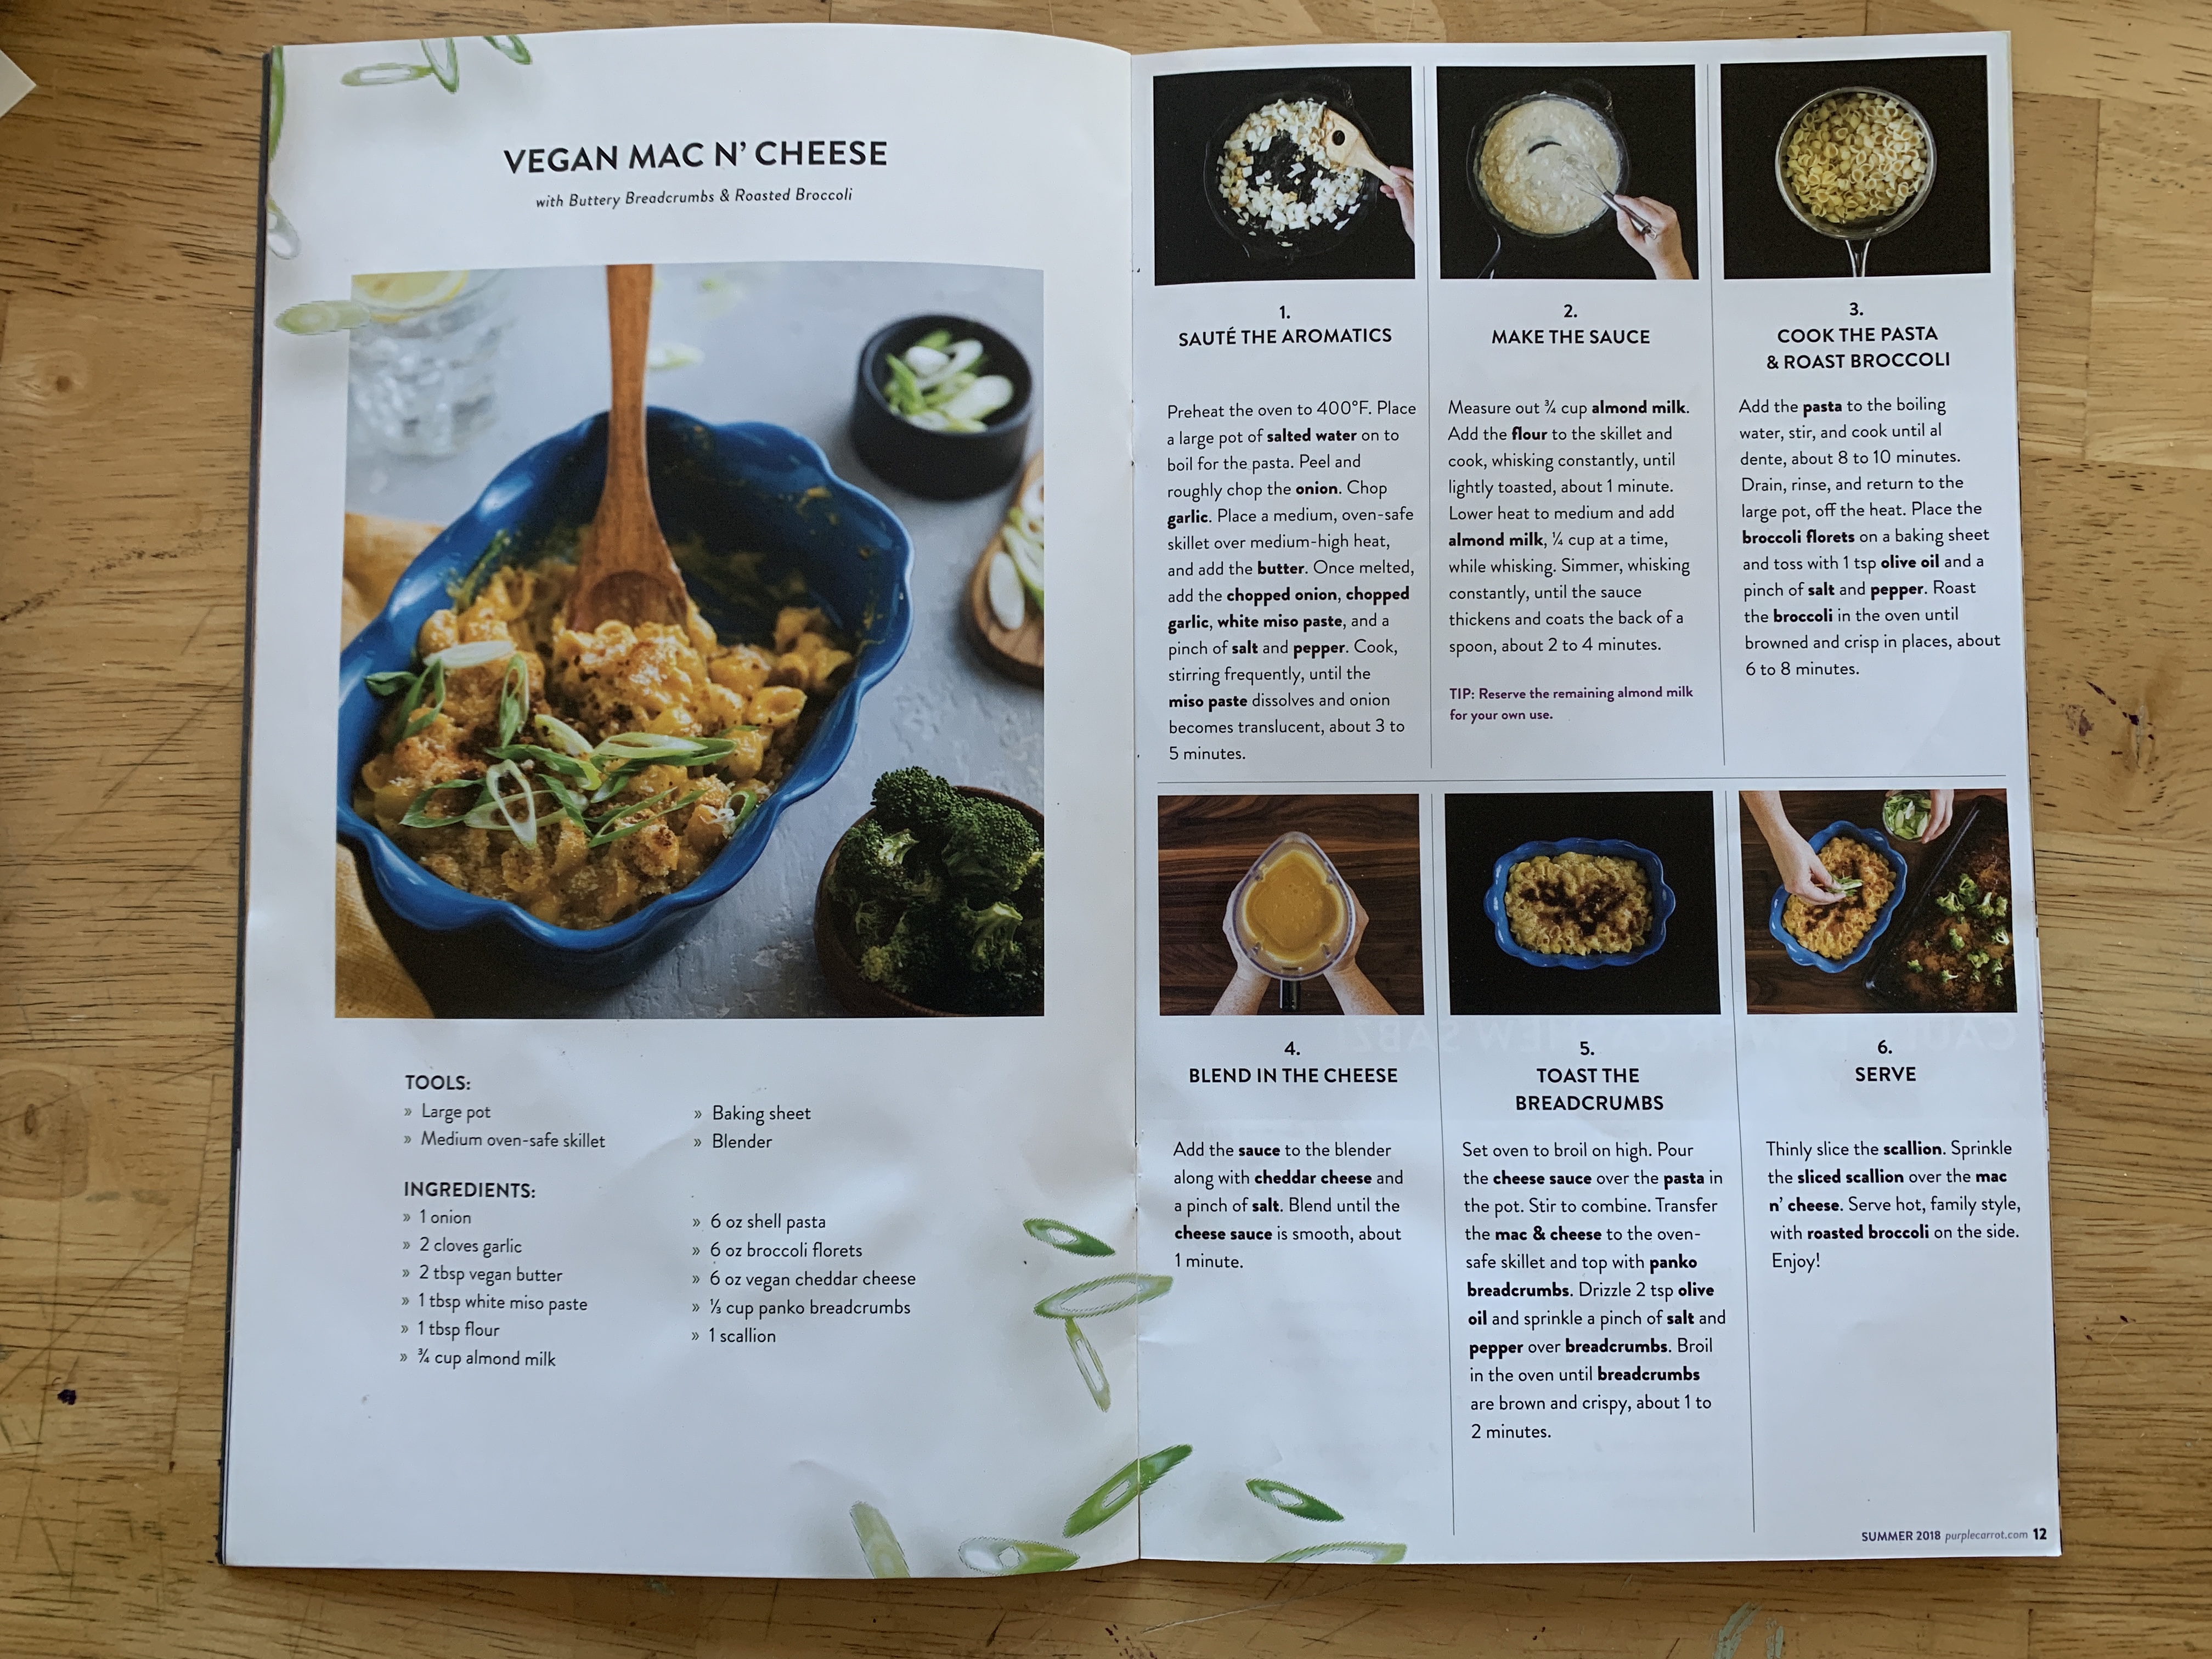 VEGAN MAC N' CHEESE
with Buttery Breadcrumbs & Roasted Broccoli
TOOLS:
» Large pot
» Medium oven-safe skillet
» Baking sheet
» Blender
INGREDIENTS:
» 1 onion
» 2 cloves garlic
» 2 tbsp vegan butter
» 1 tbsp white miso paste
» 1 tbsp flour
» ¾ cup almond milk
» 6 oz shell pasta
» 6 oz broccoli florets
» 6 oz vegan cheddar cheese
» ⅓ cup panko breadcrumbs
» 1 scallion
1.
SAUTÉ THE AROMATICS
Preheat the oven to 400°F. Place
a large pot of salted water on to
boil for the pasta. Peel and
roughly chop the onion. Chop
garlic. Place a medium, oven-safe
skillet over medium-high heat,
and add the butter. Once melted,
add the chopped onion, chopped
garlic, white miso paste, and a
pinch of salt and pepper. Cook,
stirring frequently, until the
miso paste dissolves and onion
becomes translucent, about 3 to
5 minutes.
2.
MAKE THE SAUCE
Measure out ¾ cup almond milk.
Add the flour to the skillet and
cook, whisking constantly, until
lightly toasted, about 1 minute.
Lower heat to medium and add
almond milk, ¼ cup at a time,
while whisking. Simmer, whisking
constantly, until the sauce
thickens and coats the back of a
spoon, about 2 to 4 minutes.
TIP: Reserve the remaining almond milk
for your own use.
3.
COOK THE PASTA
& ROAST BROCCOLI
Add the pasta to the boiling
water, stir, and cook until al
dente, about 8 to 10 minutes.
Drain, rinse, and return to the
large pot, off the heat. Place the
broccoli florets on a baking sheet
and toss with 1 tsp olive oil and a
pinch of salt and pepper. Roast
the broccoli in the oven until
browned and crisp in places, about
6 to 8 minutes.
4.
BLEND IN THE CHEESE
Add the sauce to the blender
along with cheddar cheese and
a pinch of salt. Blend until the
cheese sauce is smooth, about
1 minute.
5.
TOAST THE
BREADCRUMBS
Set oven to broil on high. Pour
the cheese sauce over the pasta in
the pot. Stir to combine. Transfer
the mac & cheese to the oven-
safe skillet and top with panko
breadcrumbs. Drizzle 2 tsp olive
oil and sprinkle a pinch of salt and
pepper over breadcrumbs. Broil
in the oven until breadcrumbs
are brown and crispy, about 1 to
2 minutes.
6.
SERVE
Thinly slice the scallion. Sprinkle
the sliced scallion over the mac
n' cheese. Serve hot, family style,
with roasted broccoli on the side.
Enjoy!
SUMMER 2018 purplecarrot.com 12